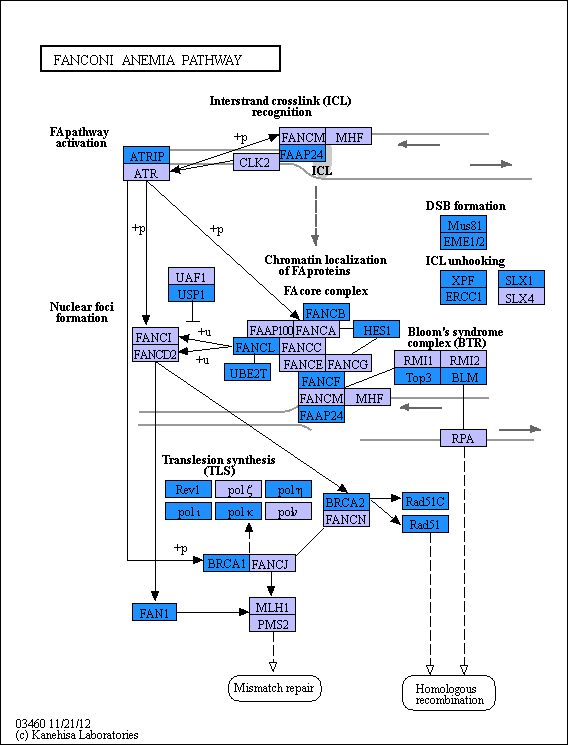 FANCONI ANEMIA PATHWAY
Interstrand crosslink (ICL)
recognition
FA pathway
activation
+p
FANCM MHF
ATRIP
FAAP24
CLK2
ATR
ICL
DSB formation
Mus81
EME1/2
+p
+p
Chromatin localization
of FA proteins
ICL unhooking
UAF1
USP1
XPF SLX1
ERCC1 SLX4
FA core complex
Nuclear foci
formation
FANCB
Bloom's syndrome
complex (BTR)
+u
FAAP100 FANCA HES1
FANCI
FANCL FANCC
FANCD2
+u
RMI1 RMI2
FANCE FANCG
UBE2T
Top3 BLM
FANCF
FANCM MHF
FAAP24
RPA
Translesion synthesis
(TLS)
Rev1 pol ζ pol η
BRCA2 Rad51C
pol ι pol κ pol ν
FANCN
Rad51
+p
BRCA1 FANCJ
FAN1
MLH1
PMS2
Mismatch repair
Homologous
recombination
03460 11/21/12
(c) Kanehisa Laboratories